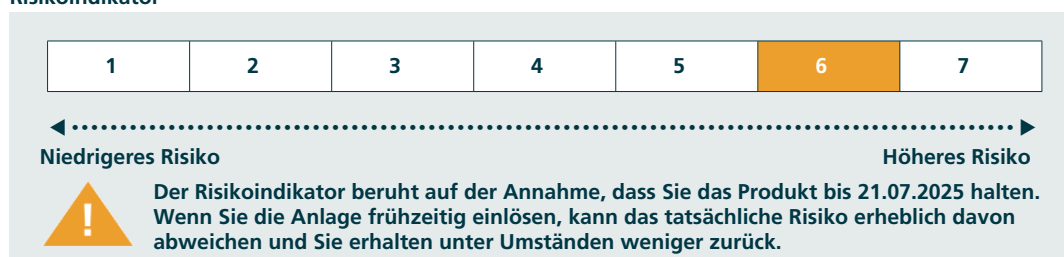 Risikoindikator
1 2 3 4 5 6 7
Niedrigeres Risiko Höheres Risiko
! Der Risikoindikator beruht auf der Annahme, dass Sie das Produkt bis 21.07.2025 halten.
Wenn Sie die Anlage frühzeitig einlösen, kann das tatsächliche Risiko erheblich davon
abweichen und Sie erhalten unter Umständen weniger zurück.